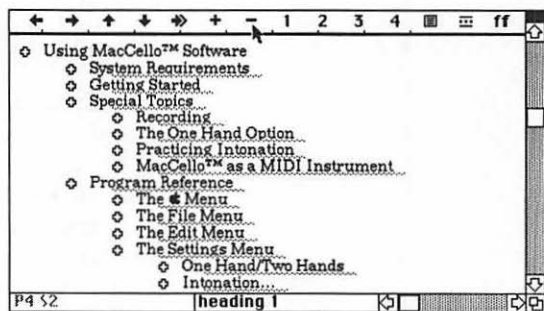 + − 1 2 3 4 ff
Using MacCello™ Software
System Requirements
Getting Started
Special Topics
Recording
The One Hand Option
Practicing Intonation
MacCello™ as a MIDI Instrument
Program Reference
The  Menu
The File Menu
The Edit Menu
The Settings Menu
One Hand/Two Hands
Intonation...
P4 S2 heading 1